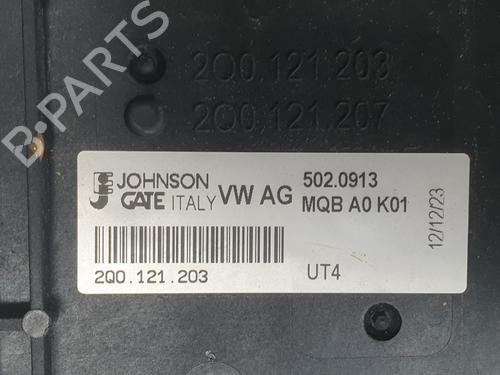 B-PARTS
2Q0.121.203
2Q0.121.207
JOHNSON
GATE ITALY
VW AG
502.0913
MQB A0 K01
12/12/23
2Q0.121.203
UT4